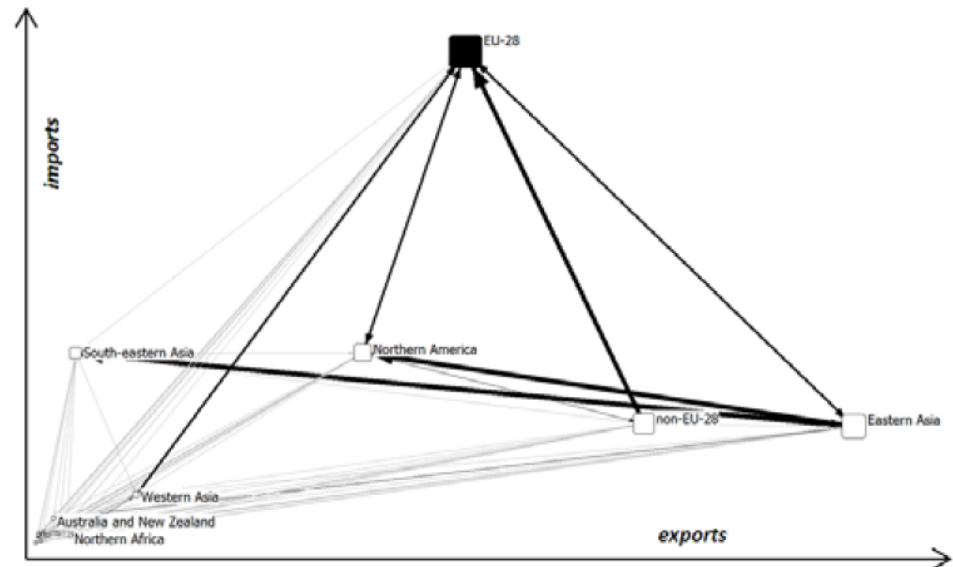 EU-28
imports
South-eastern Asia
Northern America
non-EU-28
Eastern Asia
Western Asia
Australia and New Zealand
Northern Africa
exports